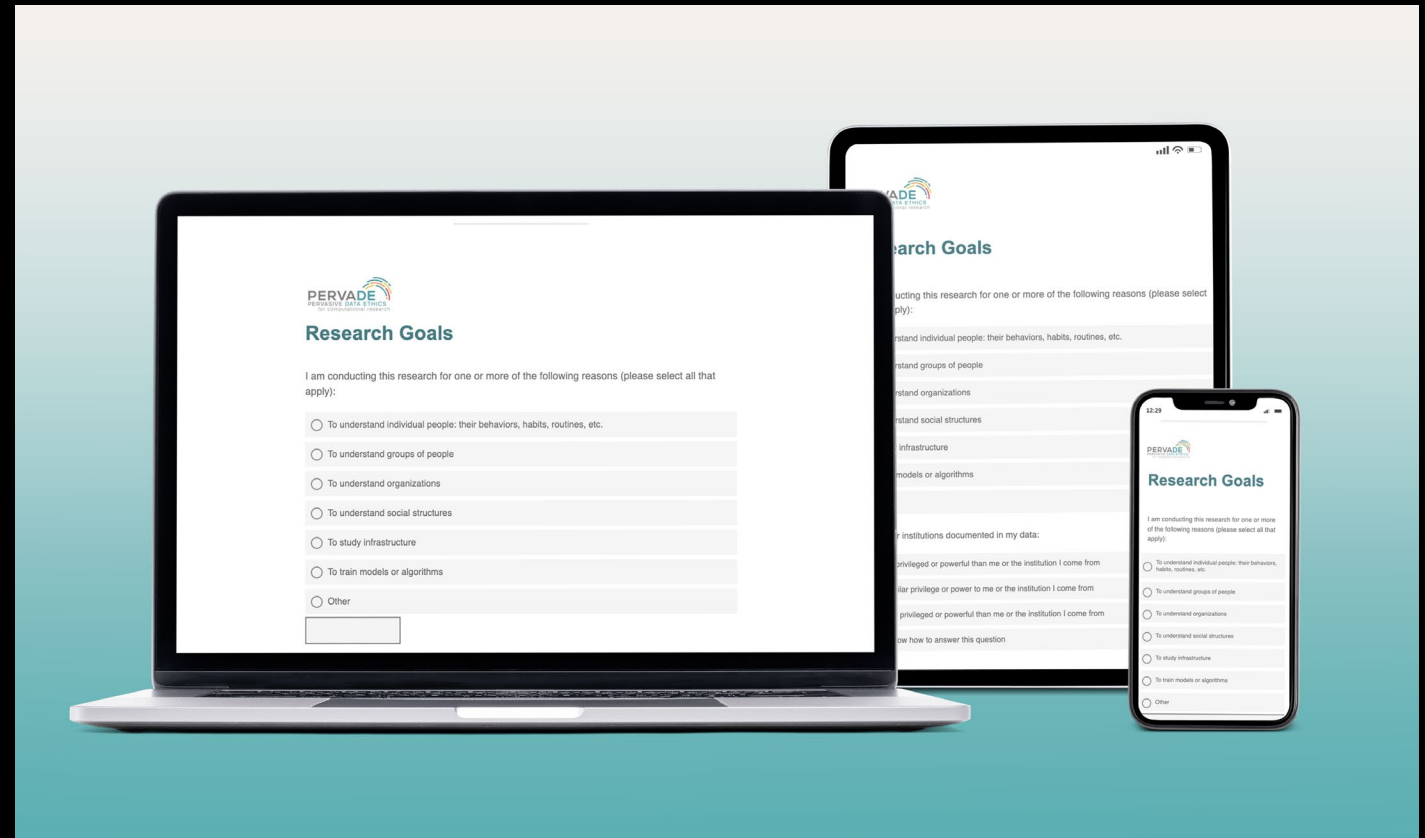 PERVADE
PERVASIVE DATA ETHICS
for computational research
Research Goals
I am conducting this research for one or more of the following reasons (please select all that
apply):
To understand individual people: their behaviors, habits, routines, etc.
To understand groups of people
To understand organizations
To understand social structures
To study infrastructure
To train models or algorithms
Other
VADE
ATA ETHICS
ional research
earch Goals
ucting this research for one or more of the following reasons (please select
ply):
rstand individual people: their behaviors, habits, routines, etc.
rstand groups of people
rstand organizations
rstand social structures
infrastructure
models or algorithms
r institutions documented in my data:
privileged or powerful than me or the institution I come from
ilar privilege or power to me or the institution I come from
privileged or powerful than me or the institution I come from
ow how to answer this question
12:29
PERVADE
Research Goals
I am conducting this research for one or more
of the following reasons (please select all that
apply):
To understand individual people: their behaviors,
habits, routines, etc.
To understand groups of people
To understand organizations
To understand social structures
To study infrastructure
To train models or algorithms
Other